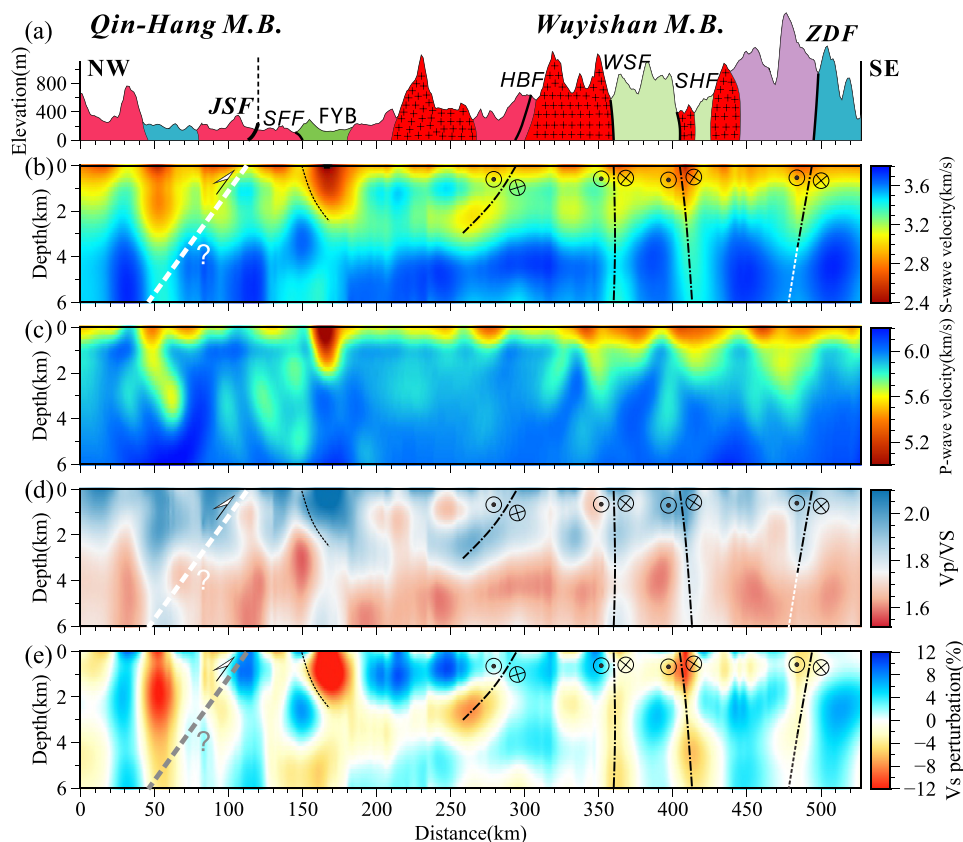 (a) Qin-Hang M.B. Wuyishan M.B. ZDF
NW JSF SFF FYB HBF WSF SHF SE
Elevation(m)
800
400
0
(b)
0
2
4
6
Depth(km)
?
3.6
3.2
2.8
2.4
S-wave velocity(km/s)
(c)
0
2
4
6
Depth(km)
6.0
5.6
5.2
P-wave velocity(km/s)
(d)
0
2
4
6
Depth(km)
?
2.0
1.8
1.6
Vp/VS
(e)
0
2
4
6
Depth(km)
?
12
8
4
0
−4
−8
−12
Vs perturbation(%)
0 50 100 150 200 250 300 350 400 450 500
Distance(km)